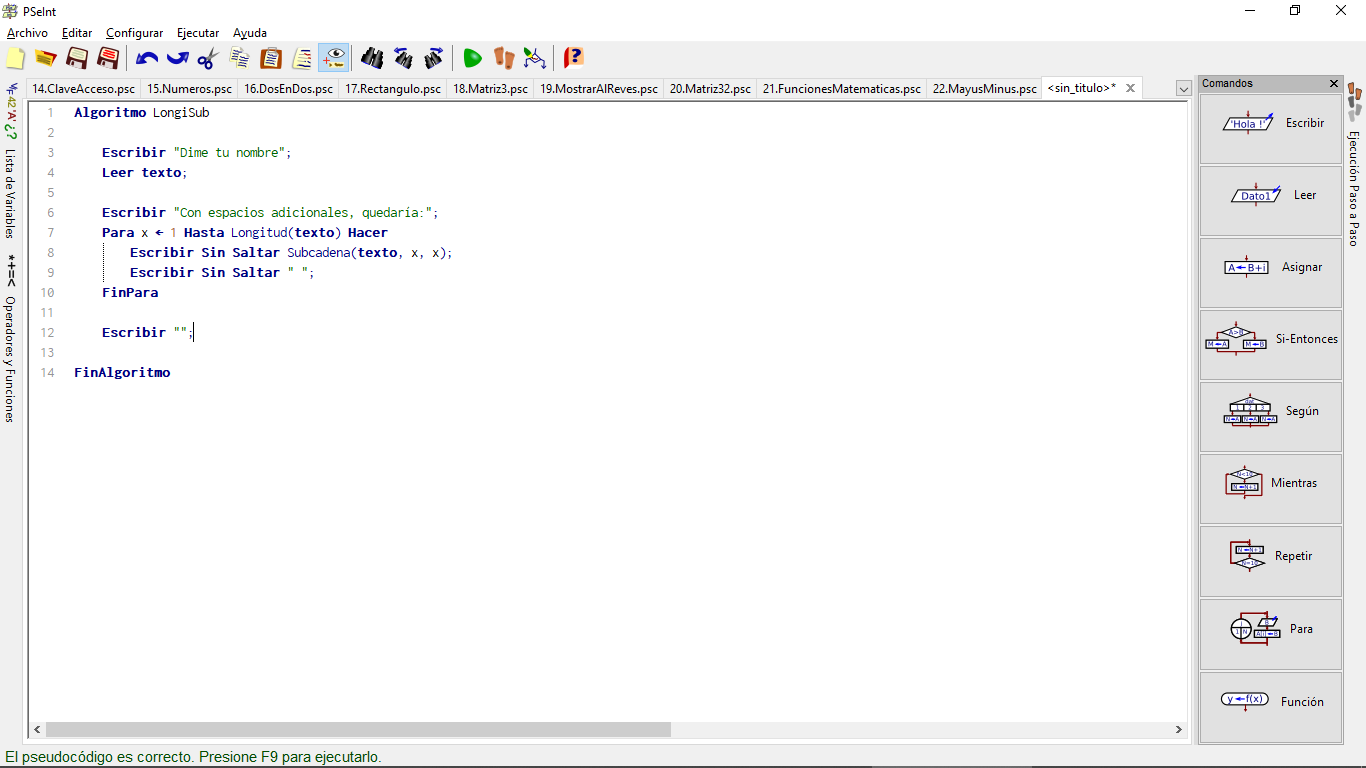 PSeInt
Archivo Editar Configurar Ejecutar Ayuda
14.ClaveAcceso.psc 15.Numeros.psc 16.DosEnDos.psc 17.Rectangulo.psc 18.Matriz3.psc 19.MostrarAlReves.psc 20.Matriz32.psc 21.FuncionesMatematicas.psc 22.MayusMinus.psc <sin_titulo>*
Lista de Variables
Operadores y Funciones
1 Algoritmo LongiSub
2
3 Escribir "Dime tu nombre";
4 Leer texto;
5
6 Escribir "Con espacios adicionales, quedaría:";
7 Para x ← 1 Hasta Longitud(texto) Hacer
8 Escribir Sin Saltar Subcadena(texto, x, x);
9 Escribir Sin Saltar " ";
10 FinPara
11
12 Escribir "";
13
14 FinAlgoritmo
Comandos
'Hola !' Escribir
Dato1 Leer
A←B+i Asignar
A>B M←A M←B Si-Entonces
Según
Mientras
Repetir
Para
y←f(x) Función
Ejecución Paso a Paso
El pseudocódigo es correcto. Presione F9 para ejecutarlo.